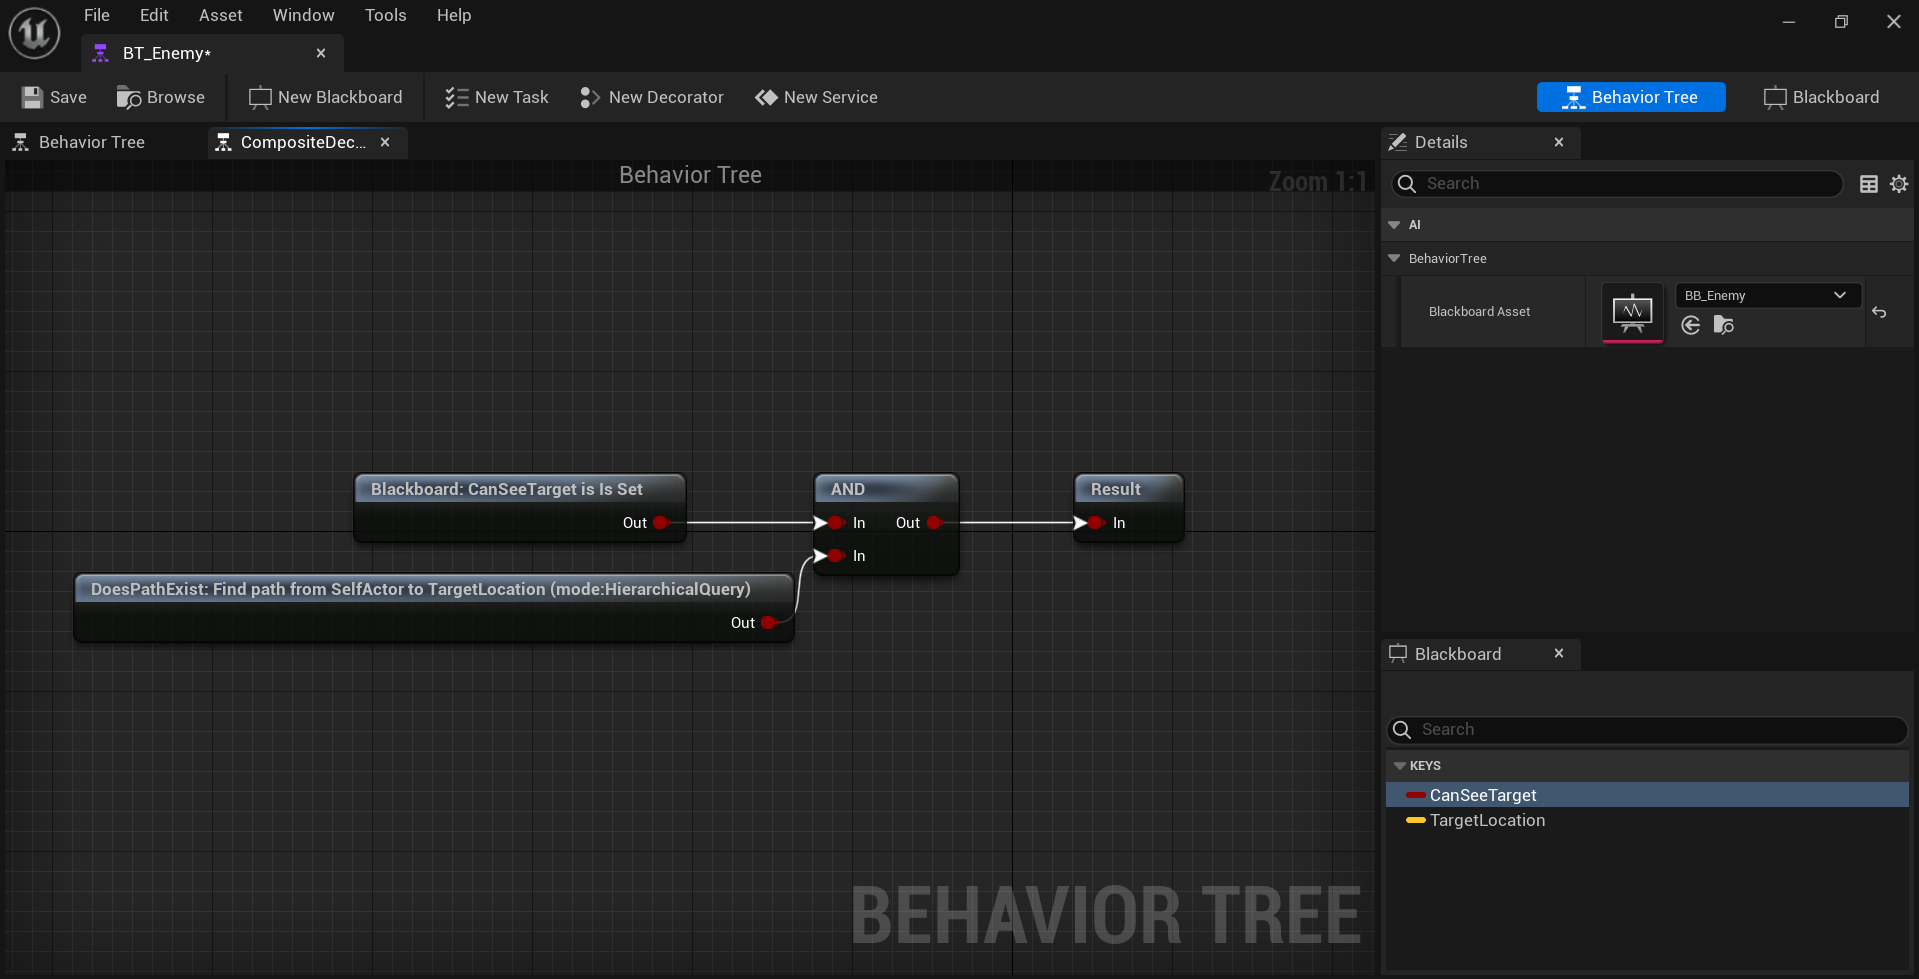 File Edit Asset Window Tools Help
BT_Enemy*
Save Browse New Blackboard New Task New Decorator New Service Behavior Tree Blackboard
Behavior Tree CompositeDec... Details
Behavior Tree
Zoom 1:1
Search
AI
BehaviorTree
Blackboard Asset
BB_Enemy
Blackboard: CanSeeTarget is Is Set
Out
AND
In Out
In
Result
In
DoesPathExist: Find path from SelfActor to TargetLocation (mode:HierarchicalQuery)
Out
Blackboard
Search
KEYS
CanSeeTarget
TargetLocation
BEHAVIOR TREE